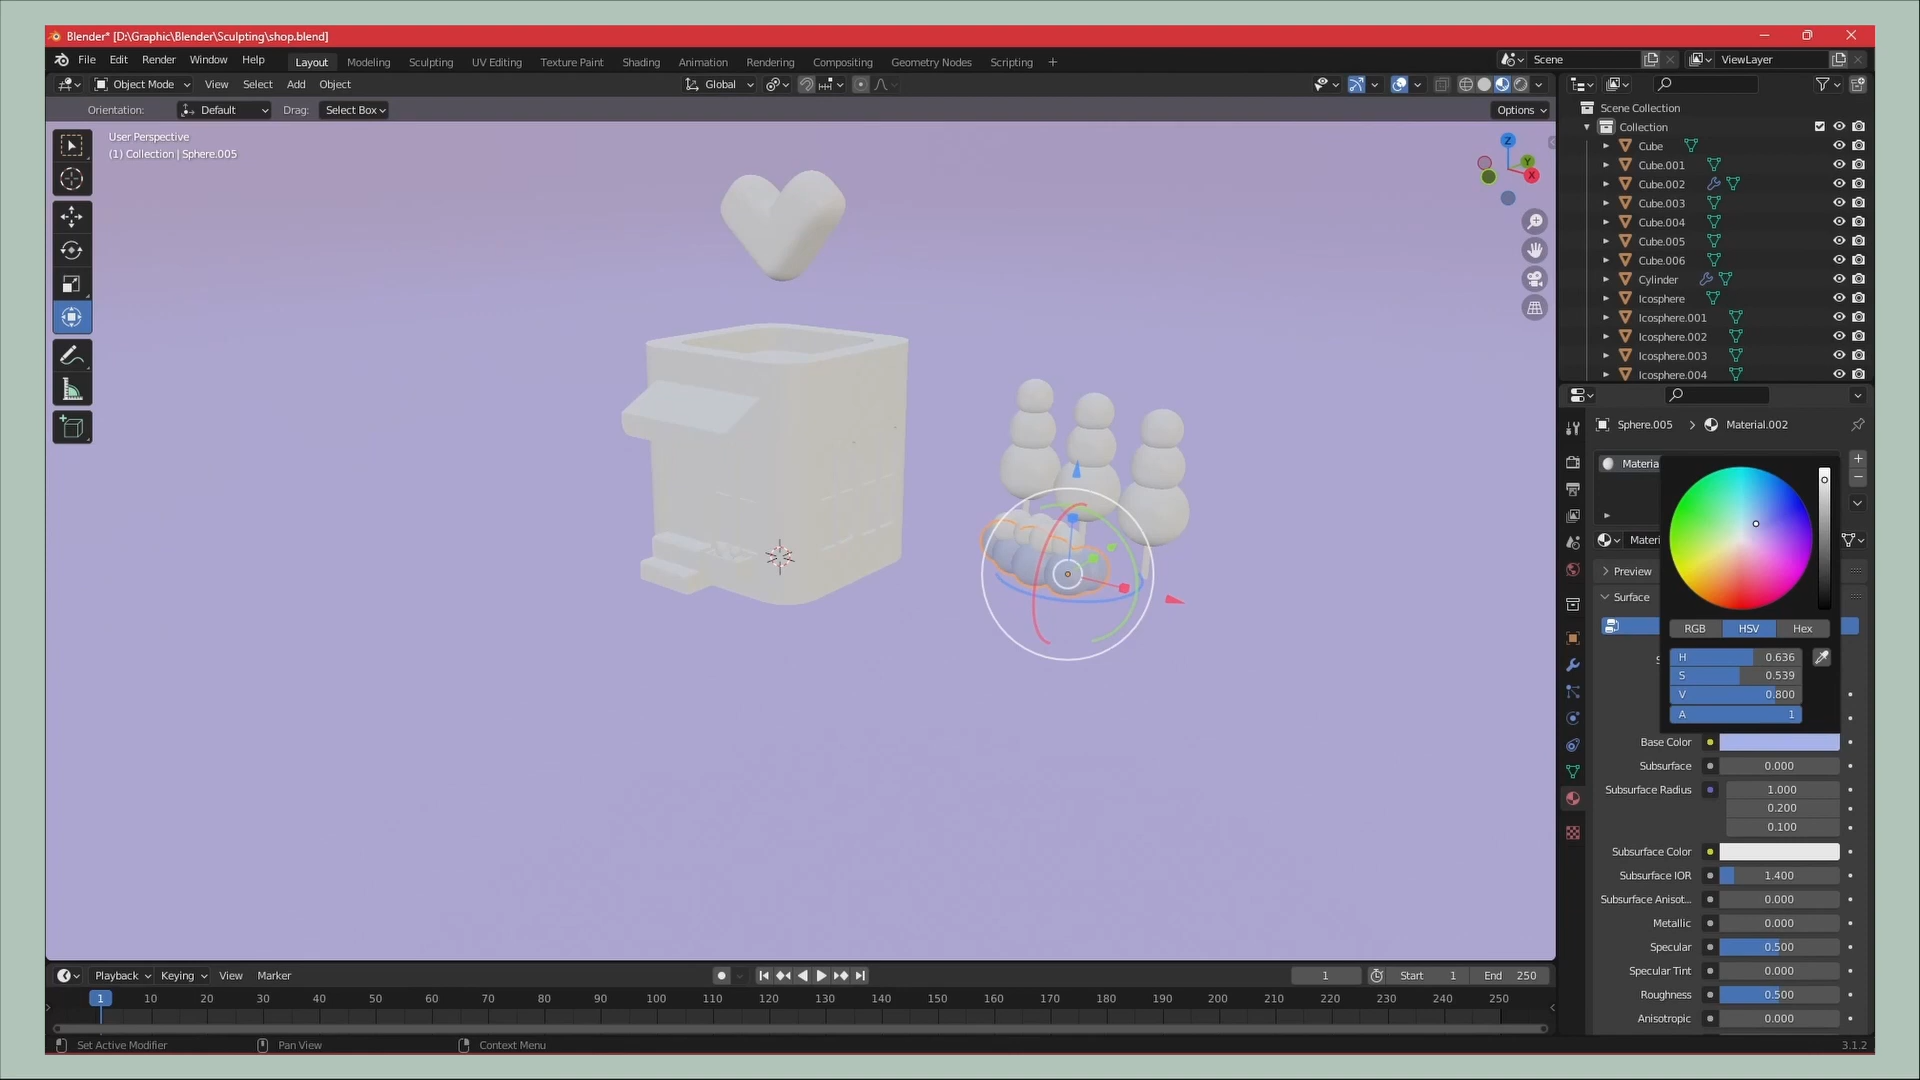 Blender* [D:\Graphic\Blender\Sculpting\shop.blend]
File Edit Render Window Help Layout Modeling Sculpting UV Editing Texture Paint Shading Animation Rendering Compositing Geometry Nodes Scripting + Scene ViewLayer
Object Mode View Select Add Object Global
Orientation: Default Drag: Select Box Options
User Perspective
(1) Collection | Sphere.005
Z
Y
X
Scene Collection
Collection
Cube
Cube.001
Cube.002
Cube.003
Cube.004
Cube.005
Cube.006
Cylinder
Icosphere
Icosphere.001
Icosphere.002
Icosphere.003
Icosphere.004
Sphere.005 > Material.002
Materia
Mater
Preview
Surface
RGB HSV Hex
H 0.636
S 0.539
V 0.800
A 1
Base Color
Subsurface 0.000
Subsurface Radius 1.000
0.200
0.100
Subsurface Color
Subsurface IOR 1.400
Subsurface Anisot... 0.000
Metallic 0.000
Specular 0.500
Specular Tint 0.000
Roughness 0.500
Anisotropic 0.000
Playback Keying View Marker 1 Start 1 End 250
1 10 20 30 40 50 60 70 80 90 100 110 120 130 140 150 160 170 180 190 200 210 220 230 240 250
Set Active Modifier Pan View Context Menu 3.1.2